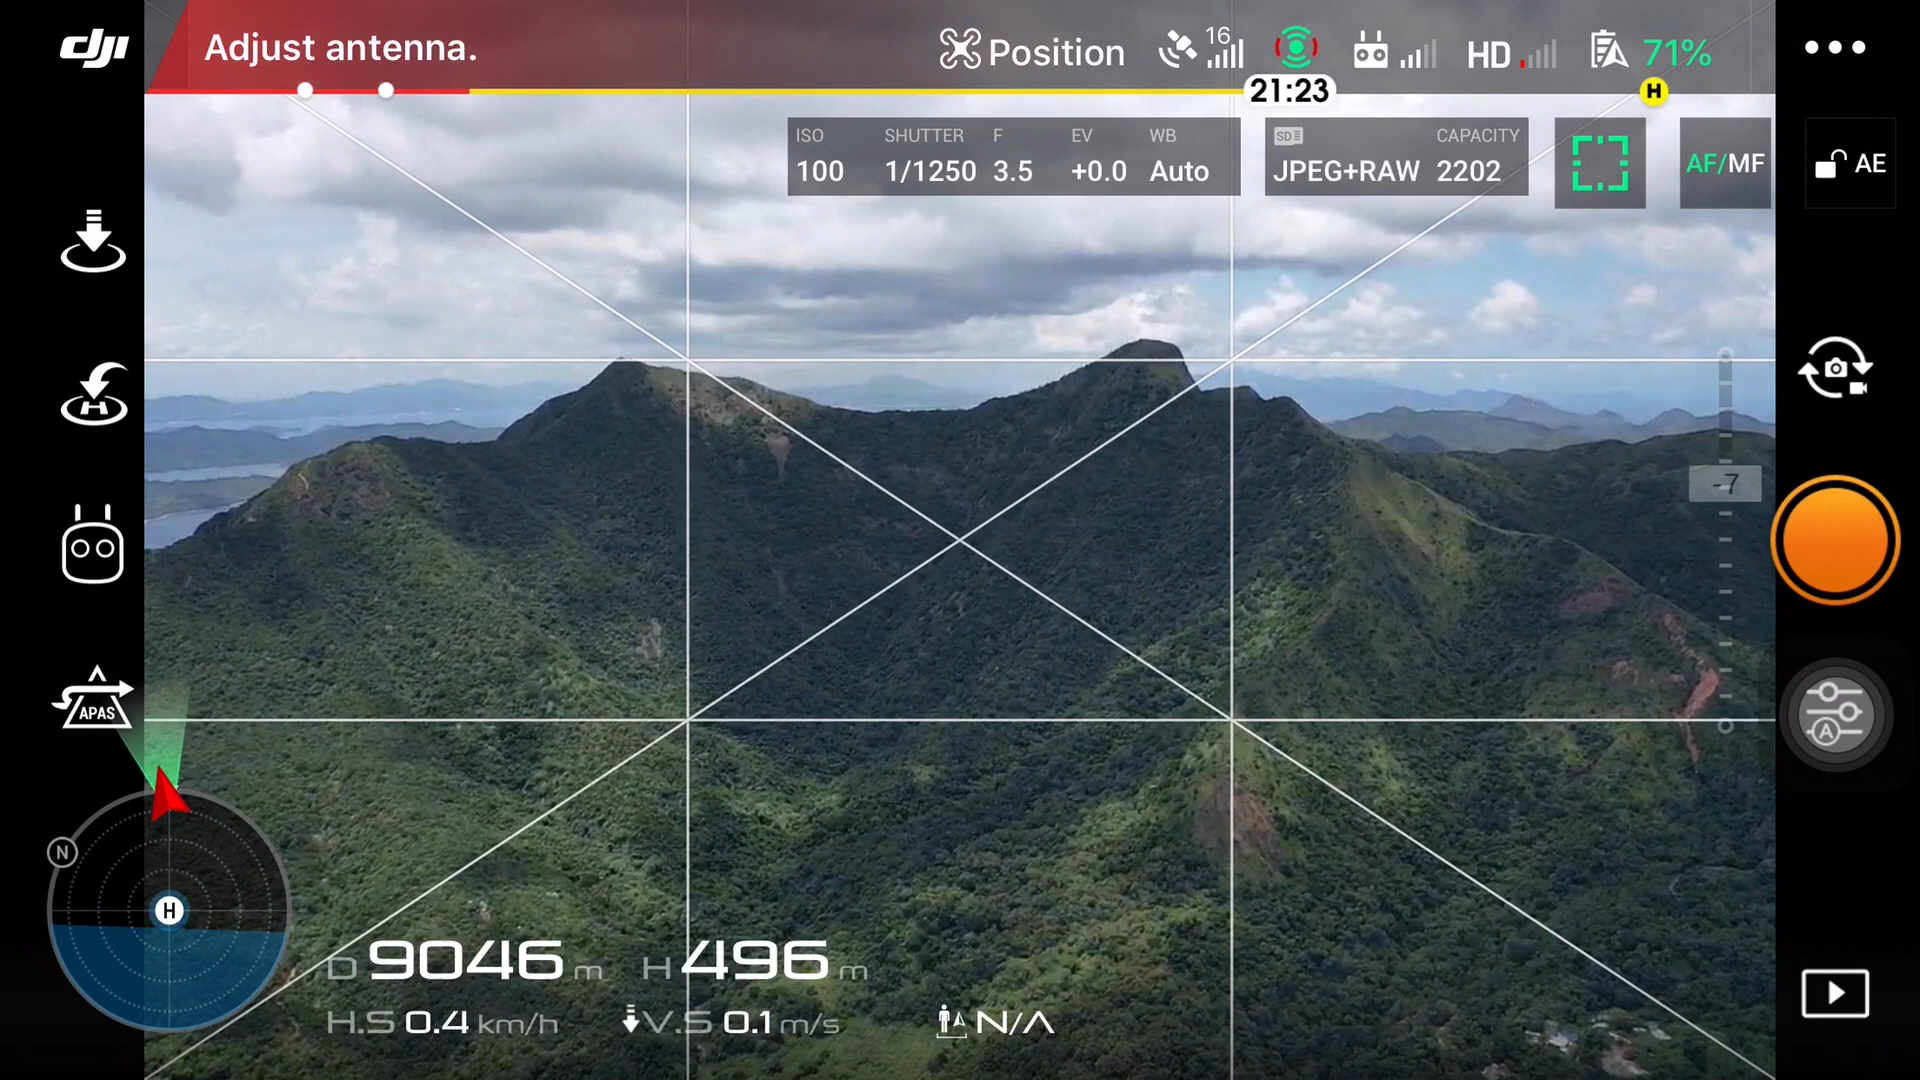 dji
Adjust antenna.
Position
16
HD
71%
21:23
H
ISO SHUTTER F EV WB
100 1/1250 3.5 +0.0 Auto
SD CAPACITY
JPEG+RAW 2202
AF/MF
AE
-7
APAS
A
N
H
H
D 9046 m H 496 m
H.S 0.4 km/h V.S 0.1 m/s N/A